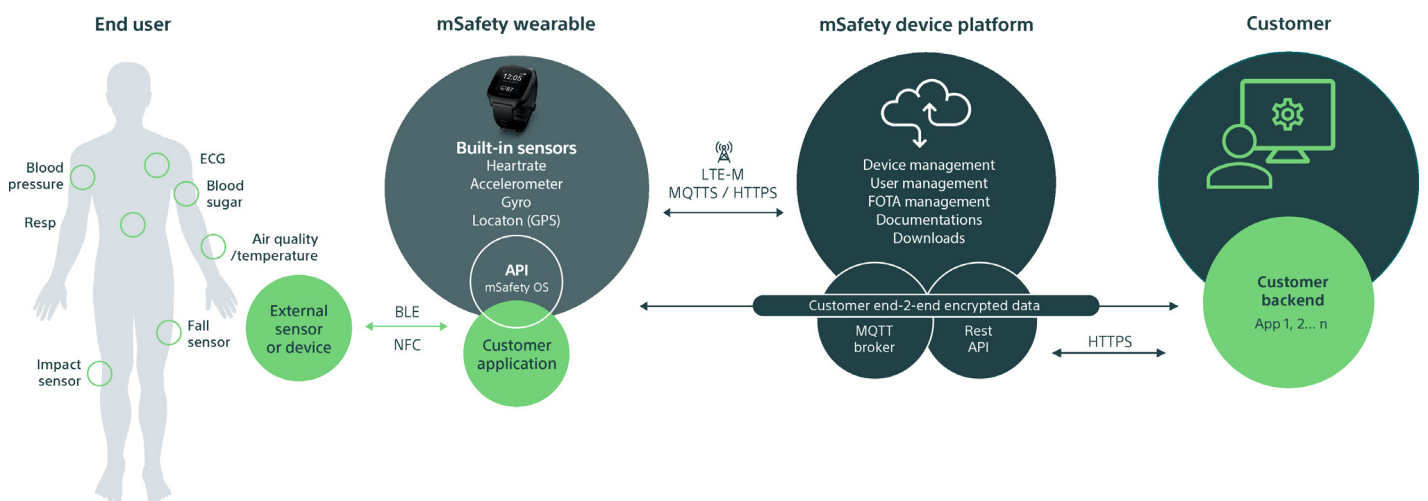 End user
mSafety wearable
mSafety device platform
Customer
Blood
pressure
ECG
Blood
sugar
Resp
Air quality
/temperature
Fall
sensor
Impact
sensor
External
sensor
or device
BLE
NFC
12:05
87
Built-in sensors
Heartrate
Accelerometer
Gyro
Locaton (GPS)
API
mSafety OS
Customer
application
LTE-M
MQTTS / HTTPS
Device management
User management
FOTA management
Documentations
Downloads
Customer end-2-end encrypted data
MQTT
broker
Rest
API
HTTPS
Customer
backend
App 1, 2... n